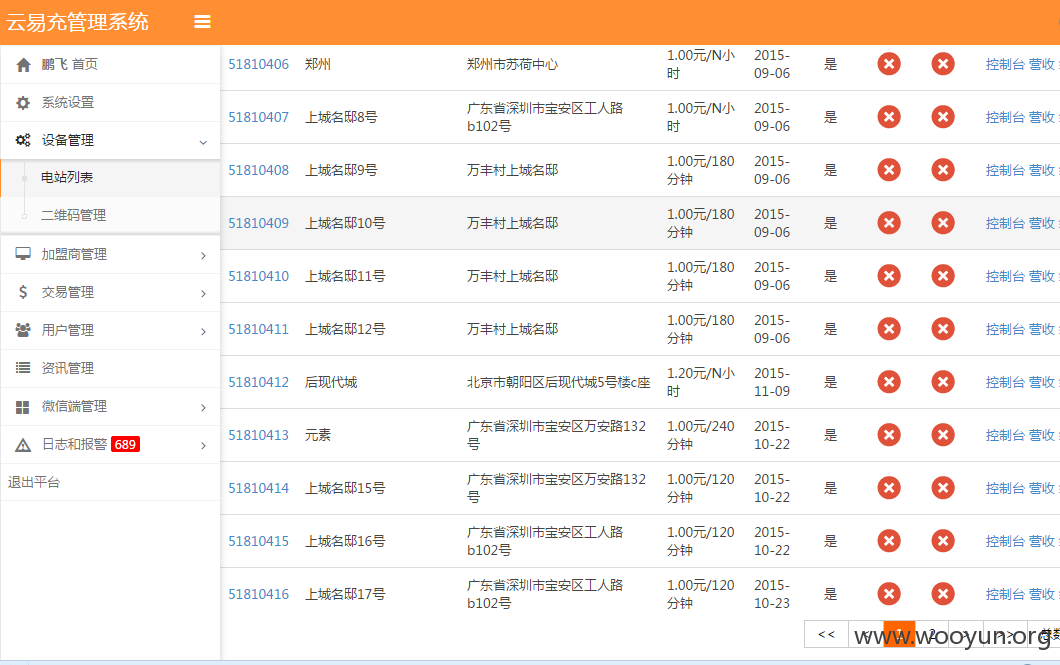 云易充管理系统
鹏飞 首页
系统设置
设备管理
电站列表
二维码管理
加盟商管理
交易管理
用户管理
资讯管理
微信端管理
日志和报警 689
退出平台
51810406 郑州 郑州市苏荷中心 1.00元/N小时 2015-09-06 是 控制台 营收
51810407 上城名邸8号 广东省深圳市宝安区工人路b102号 1.00元/N小时 2015-09-06 是 控制台 营收
51810408 上城名邸9号 万丰村上城名邸 1.00元/180分钟 2015-09-06 是 控制台 营收
51810409 上城名邸10号 万丰村上城名邸 1.00元/180分钟 2015-09-06 是 控制台 营收
51810410 上城名邸11号 万丰村上城名邸 1.00元/180分钟 2015-09-06 是 控制台 营收
51810411 上城名邸12号 万丰村上城名邸 1.00元/180分钟 2015-09-06 是 控制台 营收
51810412 后现代城 北京市朝阳区后现代城5号楼c座 1.20元/N小时 2015-11-09 是 控制台 营收
51810413 元素 广东省深圳市宝安区万安路132号 1.00元/240分钟 2015-10-22 是 控制台 营收
51810414 上城名邸15号 广东省深圳市宝安区万安路132号 1.00元/120分钟 2015-10-22 是 控制台 营收
51810415 上城名邸16号 广东省深圳市宝安区工人路b102号 1.00元/120分钟 2015-10-22 是 控制台 营收
51810416 上城名邸17号 广东省深圳市宝安区工人路b102号 1.00元/120分钟 2015-10-23 是 控制台 营收
<< < 1 2 > >> 总数
www.wooyun.org